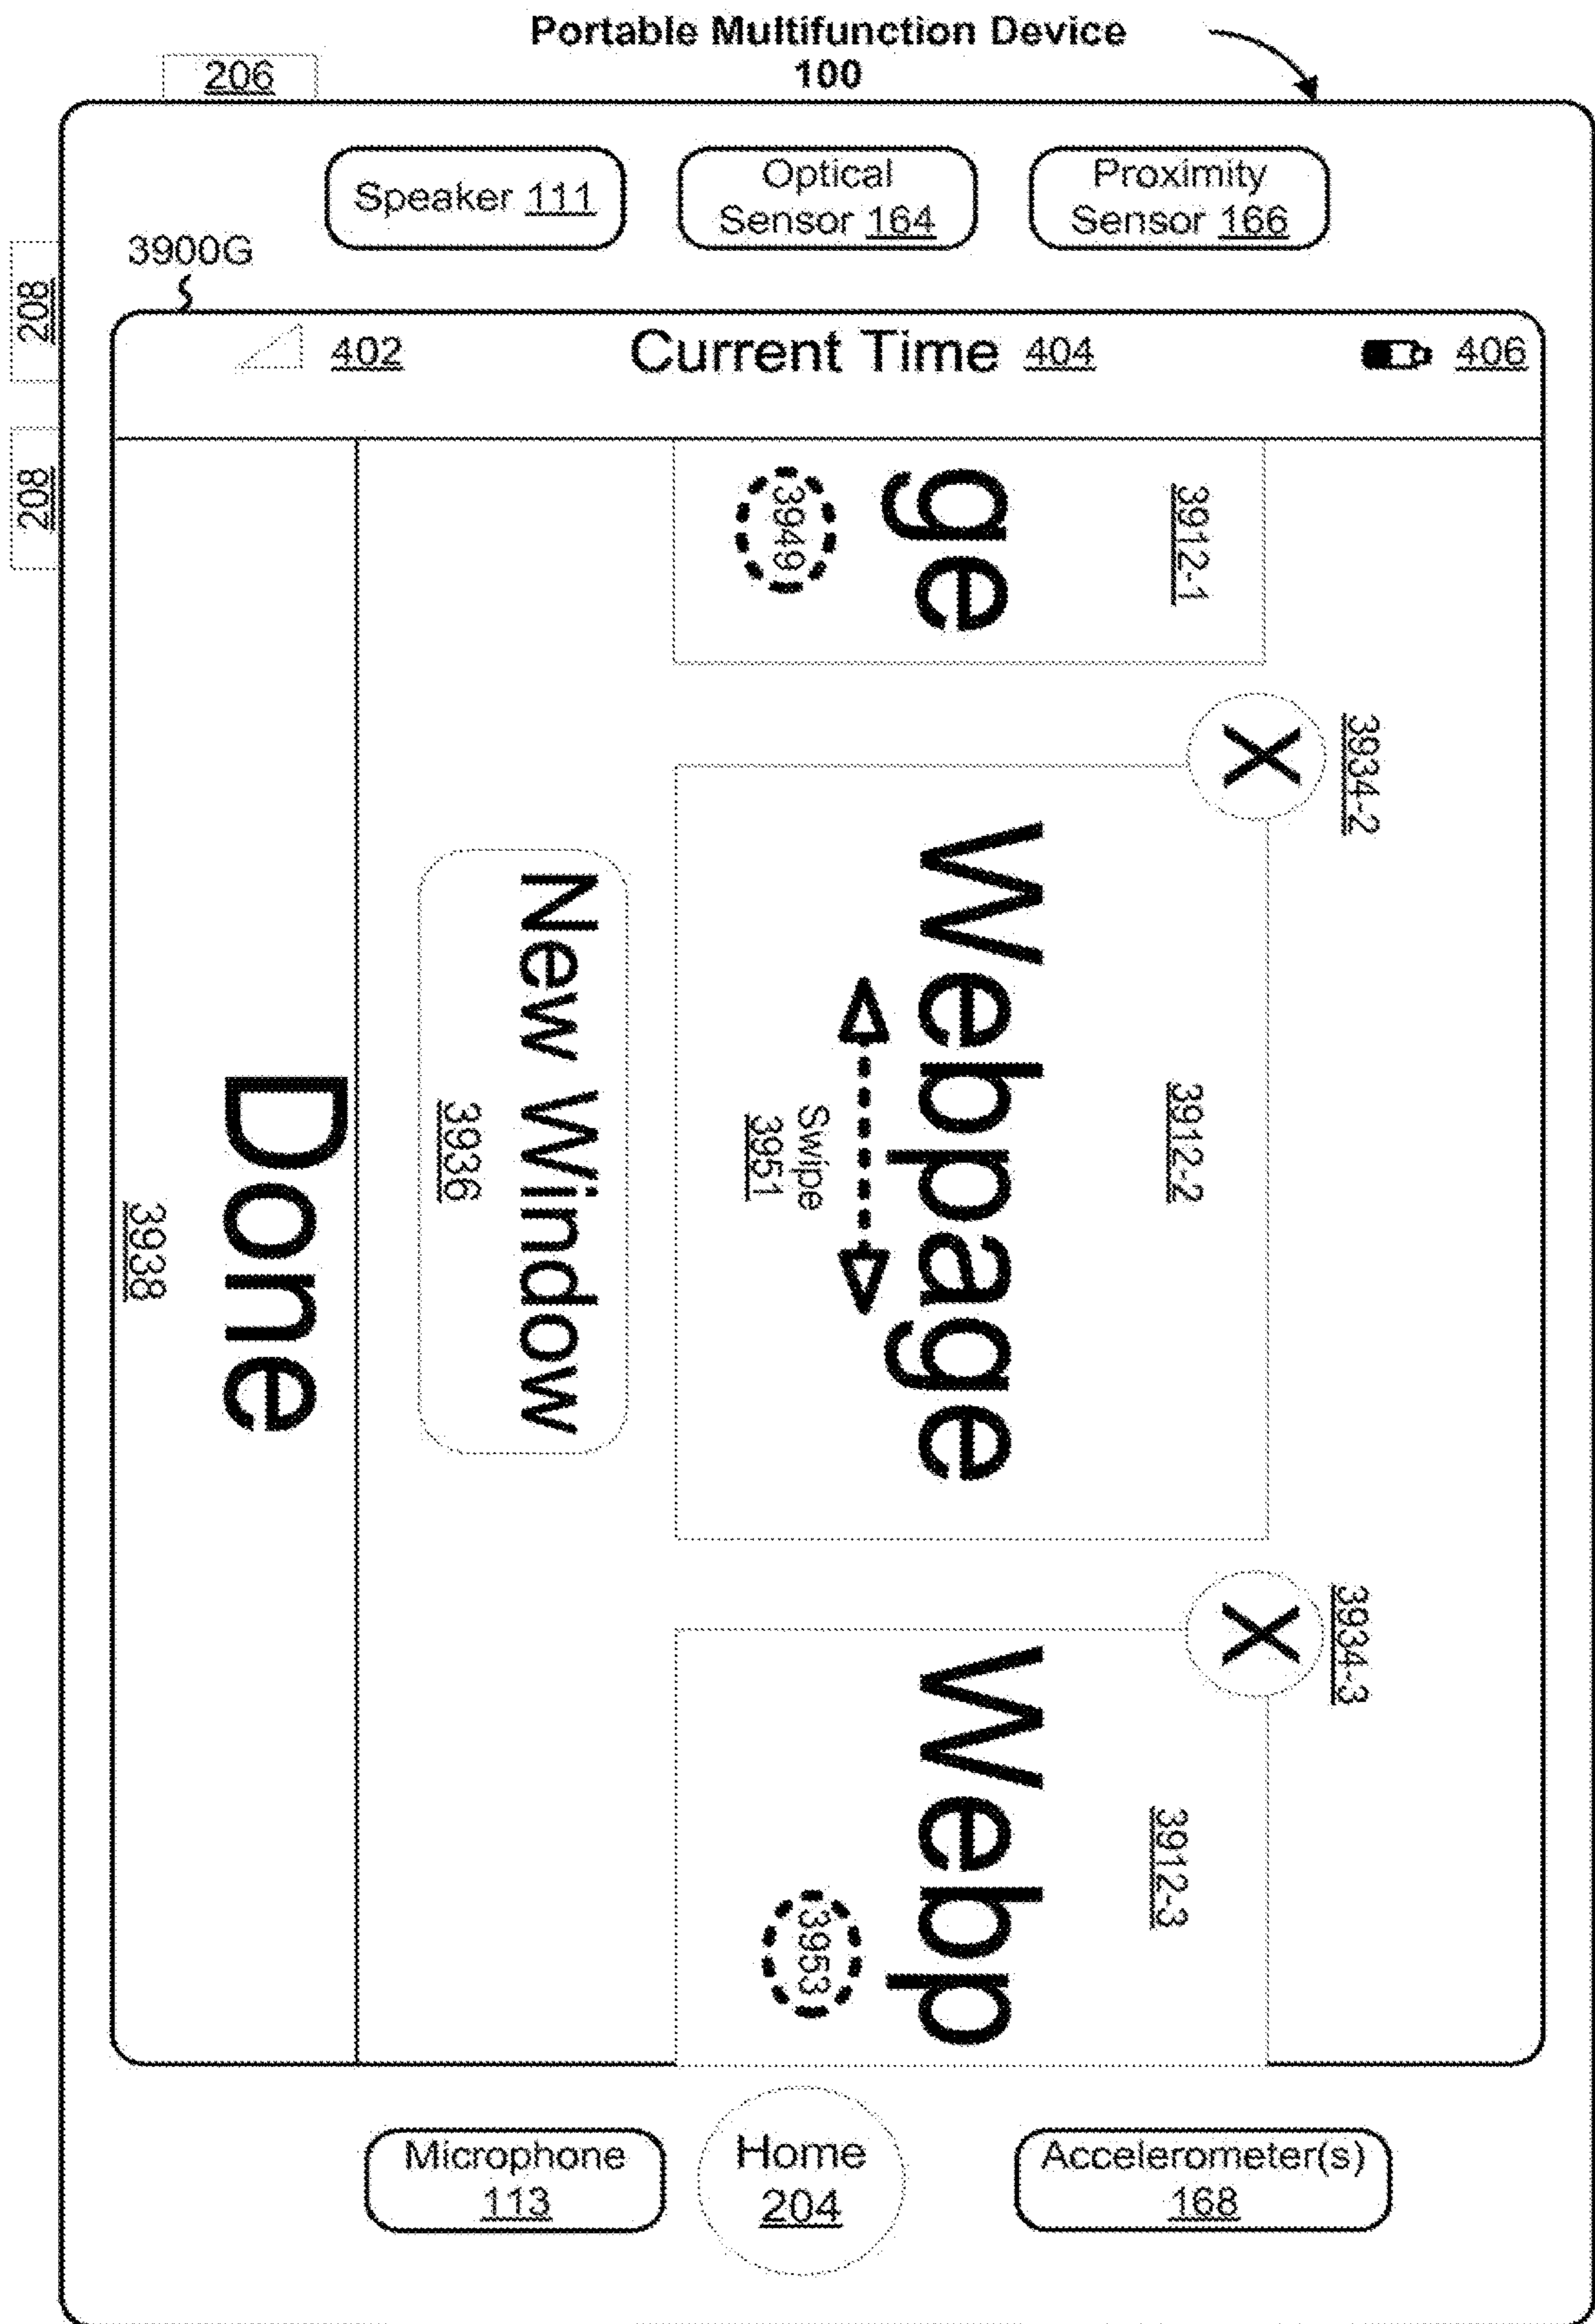 Portable Multifunction Device
100
206
Speaker 111
Optical
Sensor 164
Proximity
Sensor 166
3900G
208
208
402
Current Time 404
406
ge
3949
3912-1
3934-2
X
Webpage
3912-2
Swipe
3951
New Window
3936
Done
3938
3934-3
X
Webp
3912-3
3953
Microphone
113
Home
204
Accelerometer(s)
168